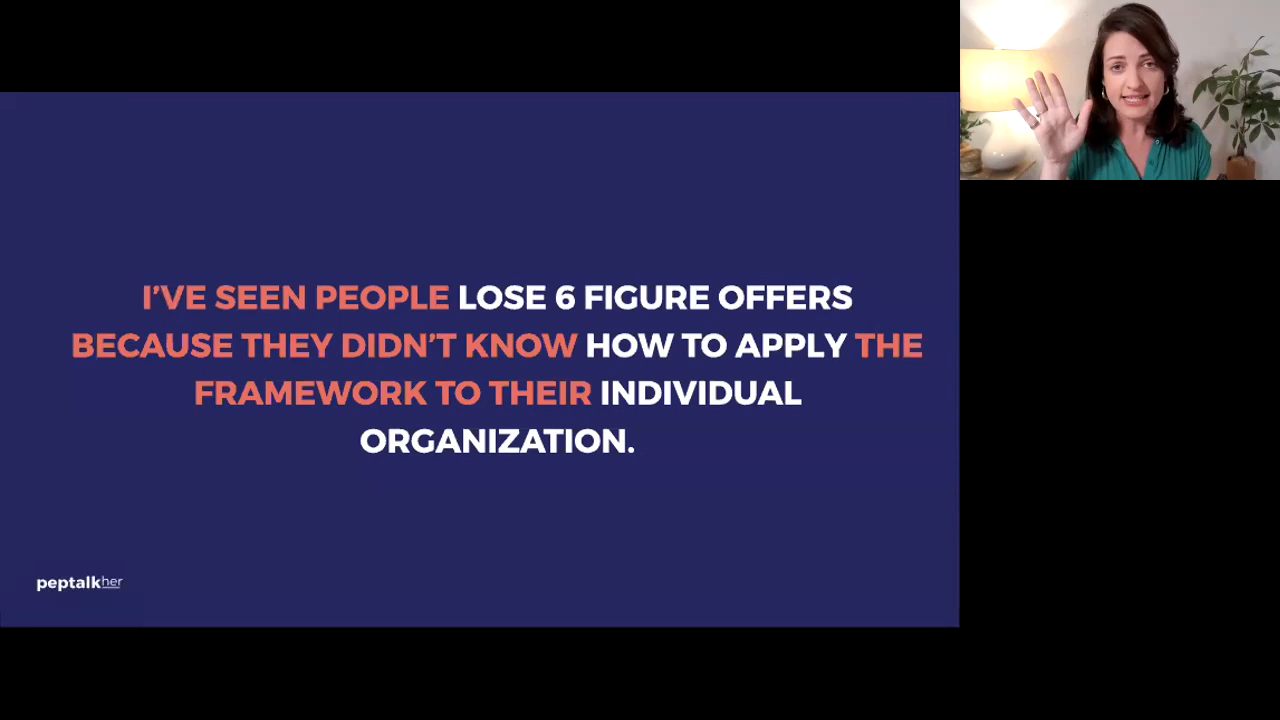 I’VE SEEN PEOPLE LOSE 6 FIGURE OFFERS
BECAUSE THEY DIDN’T KNOW HOW TO APPLY THE
FRAMEWORK TO THEIR INDIVIDUAL
ORGANIZATION.
peptalkher